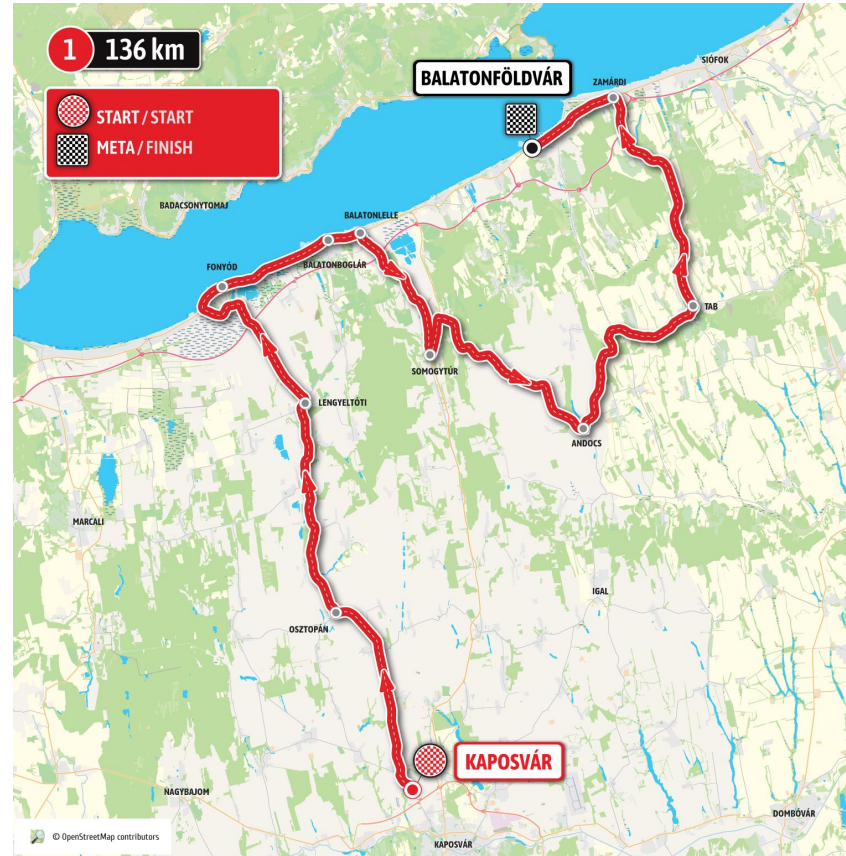 1 136 km
START / START
META / FINISH
BALATONFÖLDVÁR
SIÓFOK
ZAMÁRDI
BADACSONYTOMAJ
BALATONLELLE
BALATONBOGLÁR
FONYÓD
TAB
SOMOGYTÚR
LENGYELTÓTI
ANDOCS
MARCALI
IGAL
OSZTOPÁN
KAPOSVÁR
NAGYBAJOM
DOMBÓVÁR
© OpenStreetMap contributors
KAPOSVÁR